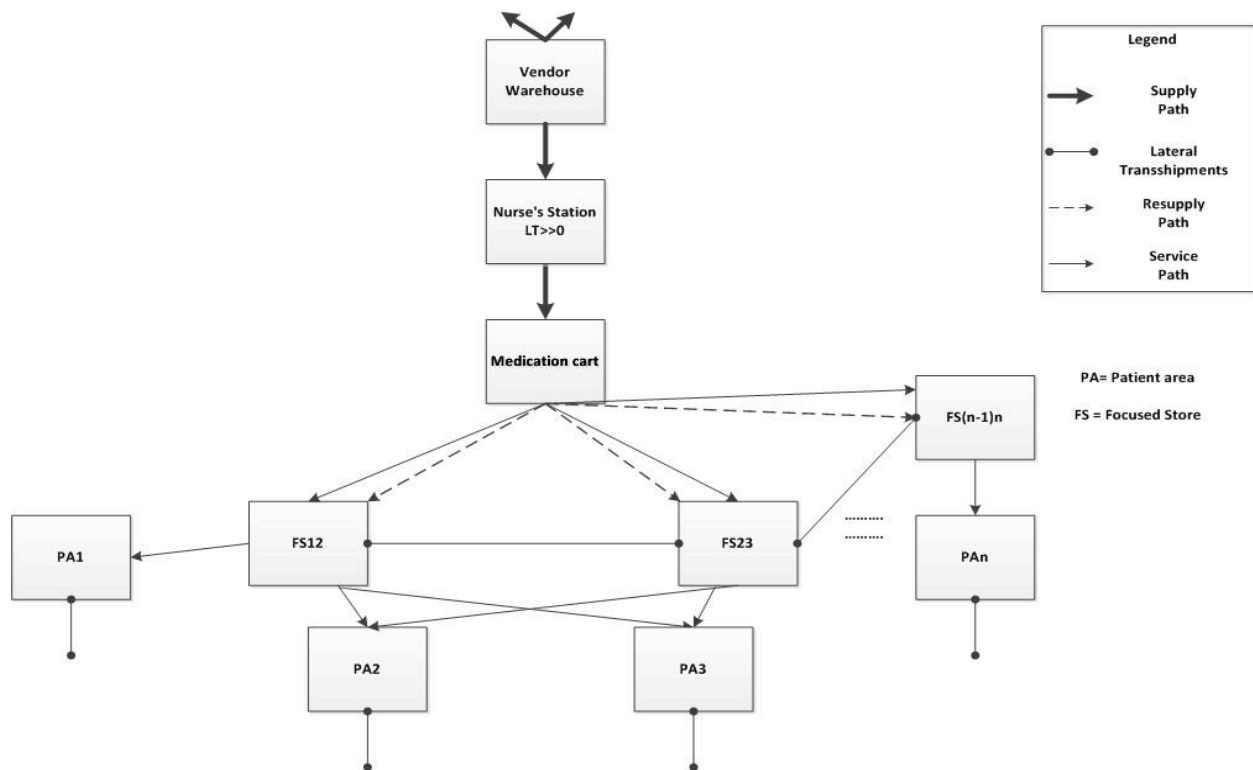 Vendor
Warehouse
Nurse's Station
LT>>0
Medication cart
FS(n-1)n
FS12
FS23
..........
..........
PA1
PAn
PA2
PA3
Legend
Supply
Path
Lateral
Transshipments
Resupply
Path
Service
Path
PA= Patient area
FS = Focused Store